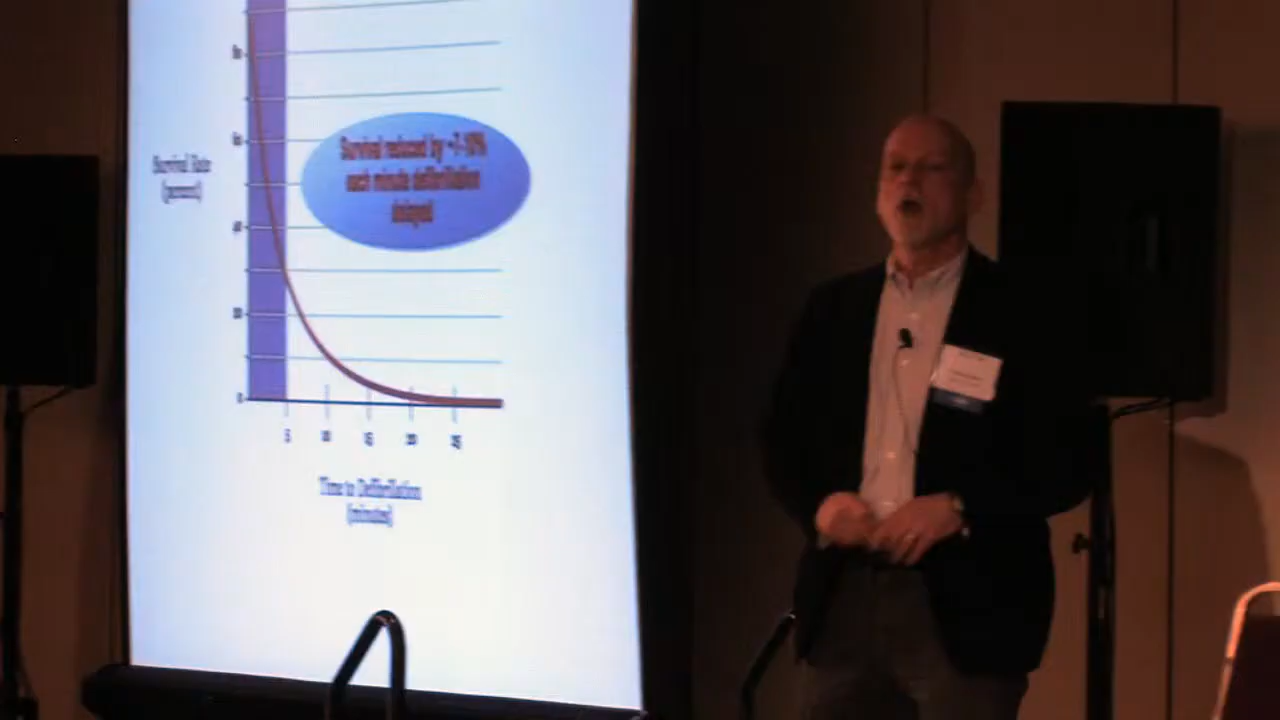 80
60
Survival reduced by ~7-10%
each minute defibrillation
delayed
Survival Rate
(percent)
40
20
0
5 10 15 20 25
Time to Defibrillation
(minutes)